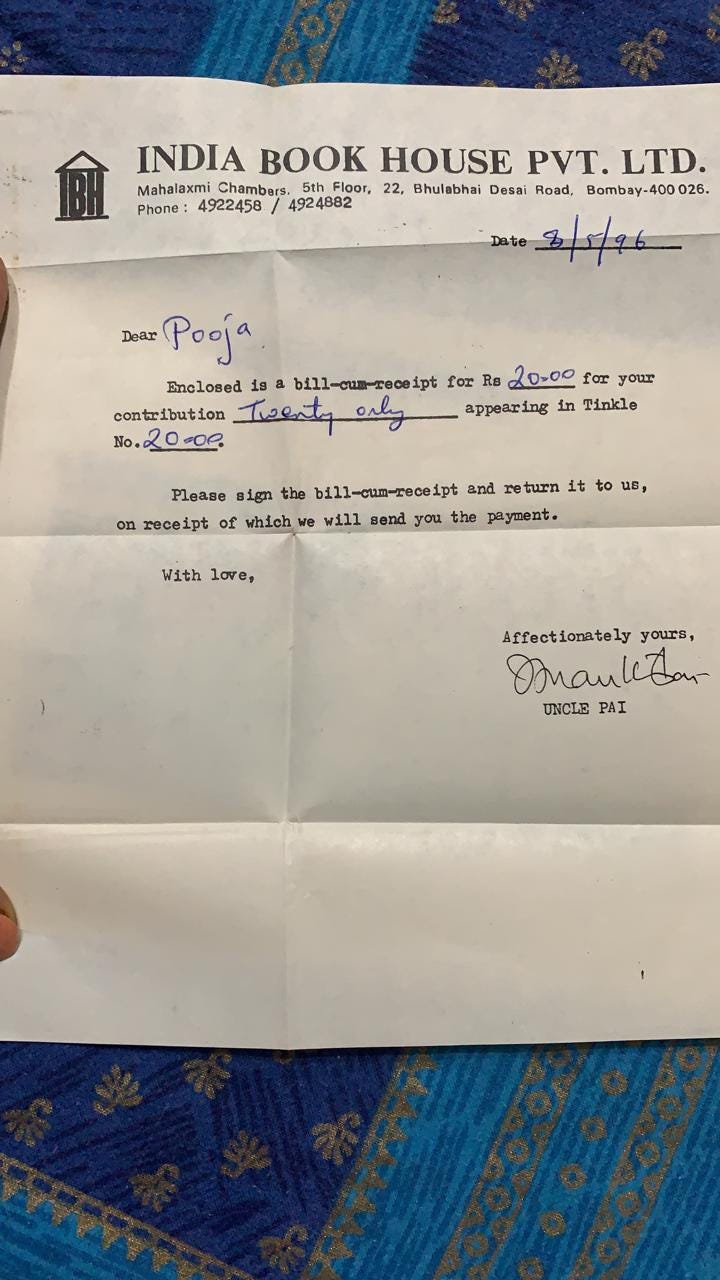 IBH
INDIA BOOK HOUSE PVT. LTD.
Mahalaxmi Chambers, 5th Floor, 22, Bhulabhai Desai Road, Bombay-400 026.
Phone : 4922458 / 4924882
Date 8/5/96
Dear Pooja
Enclosed is a bill-cum-receipt for Rs 20=00 for your
contribution Twenty only appearing in Tinkle
No. 20=00.
Please sign the bill-cum-receipt and return it to us,
on receipt of which we will send you the payment.
With love,
Affectionately yours,
UNCLE PAI